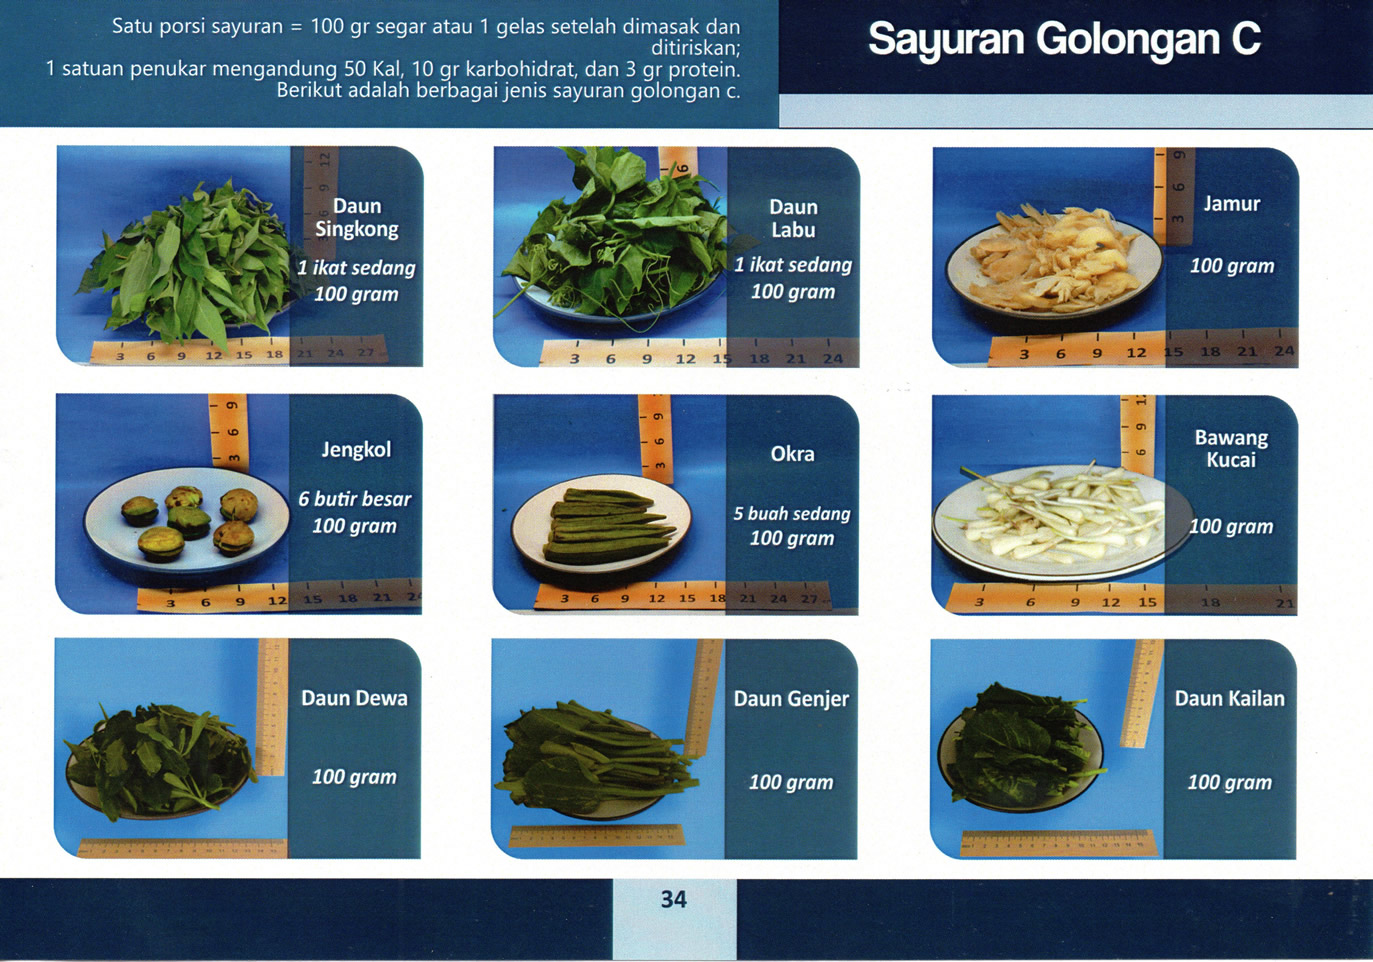 Satu porsi sayuran = 100 gr segar atau 1 gelas setelah dimasak dan
ditiriskan;
1 satuan penukar mengandung 50 Kal, 10 gr karbohidrat, dan 3 gr protein.
Berikut adalah berbagai jenis sayuran golongan c.
Sayuran Golongan C
Daun
Singkong
1 ikat sedang
100 gram
12
9
6
3 6 9 12 15 18 21 24 27
Daun
Labu
1 ikat sedang
100 gram
6
3 6 9 12 15 18 21 24
Jamur
100 gram
9
6
3
3 6 9 12 15 18 21 24
Jengkol
6 butir besar
100 gram
9
6
3
3 6 9 12 15 18 21 24
Okra
5 buah sedang
100 gram
9
6
3
3 6 9 12 15 18 21 24 27
Bawang
Kucai
100 gram
12
9
6
3 6 9 12 15 18 21
Daun Dewa
100 gram
Daun Genjer
100 gram
Daun Kailan
100 gram
34